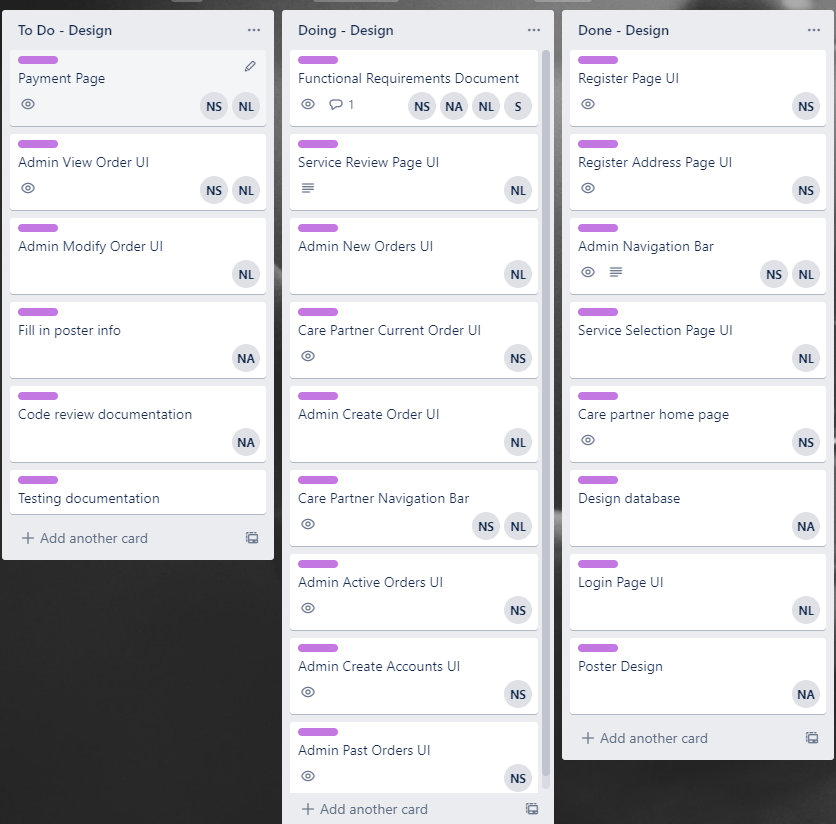 To Do - Design
Payment Page
NS NL
Admin View Order UI
NS NL
Admin Modify Order UI
NL
Fill in poster info
NA
Code review documentation
NA
Testing documentation
+ Add another card
Doing - Design
Functional Requirements Document
1 NS NA NL S
Service Review Page UI
NL
Admin New Orders UI
NL
Care Partner Current Order UI
NS
Admin Create Order UI
NL
Care Partner Navigation Bar
NS NL
Admin Active Orders UI
NS
Admin Create Accounts UI
NS
Admin Past Orders UI
NS
+ Add another card
Done - Design
Register Page UI
NS
Register Address Page UI
NS
Admin Navigation Bar
NS NL
Service Selection Page UI
NL
Care partner home page
NS
Design database
NA
Login Page UI
NL
Poster Design
NA
+ Add another card